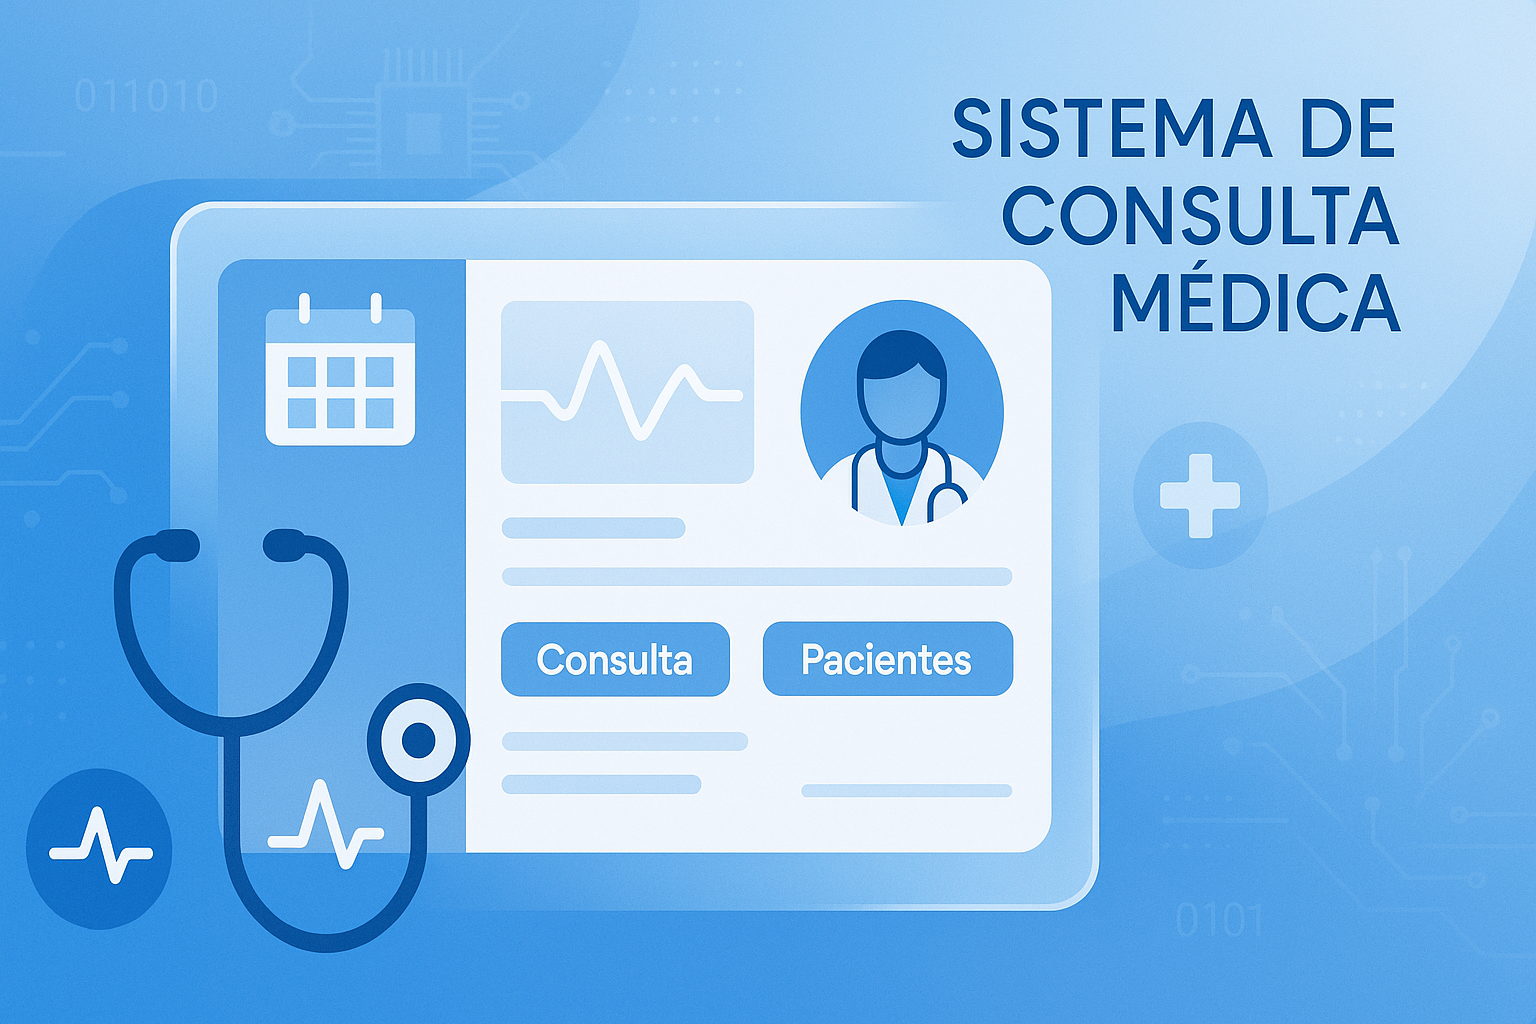 011010
SISTEMA DE
CONSULTA
MÉDICA
Consulta
Pacientes
0101